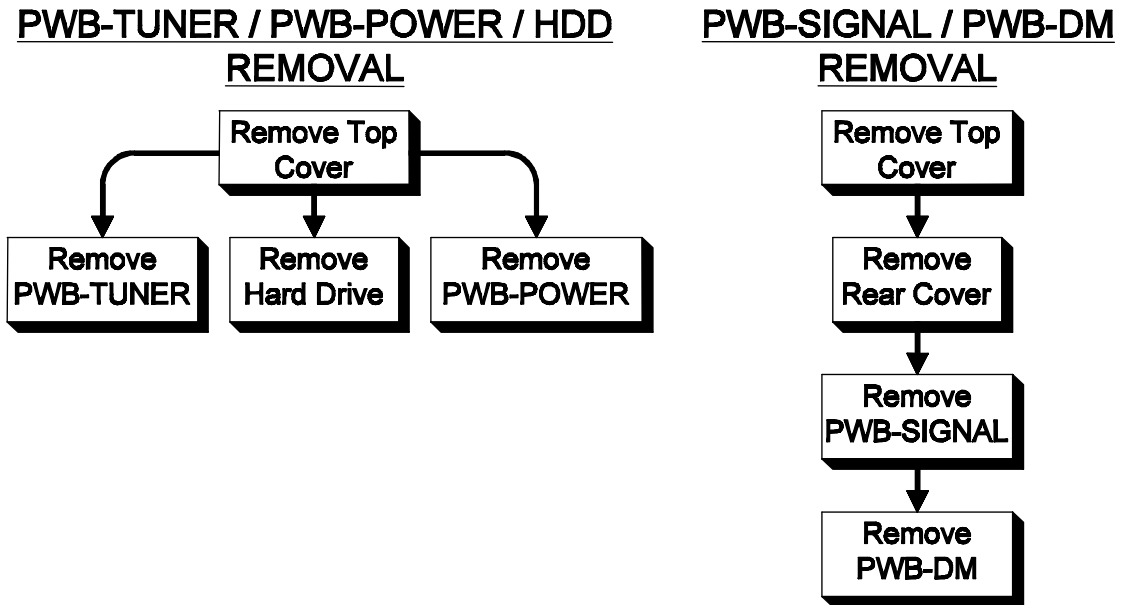 PWB-TUNER / PWB-POWER / HDD
REMOVAL
Remove Top
Cover
Remove
PWB-TUNER
Remove
Hard Drive
Remove
PWB-POWER
PWB-SIGNAL / PWB-DM
REMOVAL
Remove Top
Cover
Remove
Rear Cover
Remove
PWB-SIGNAL
Remove
PWB-DM